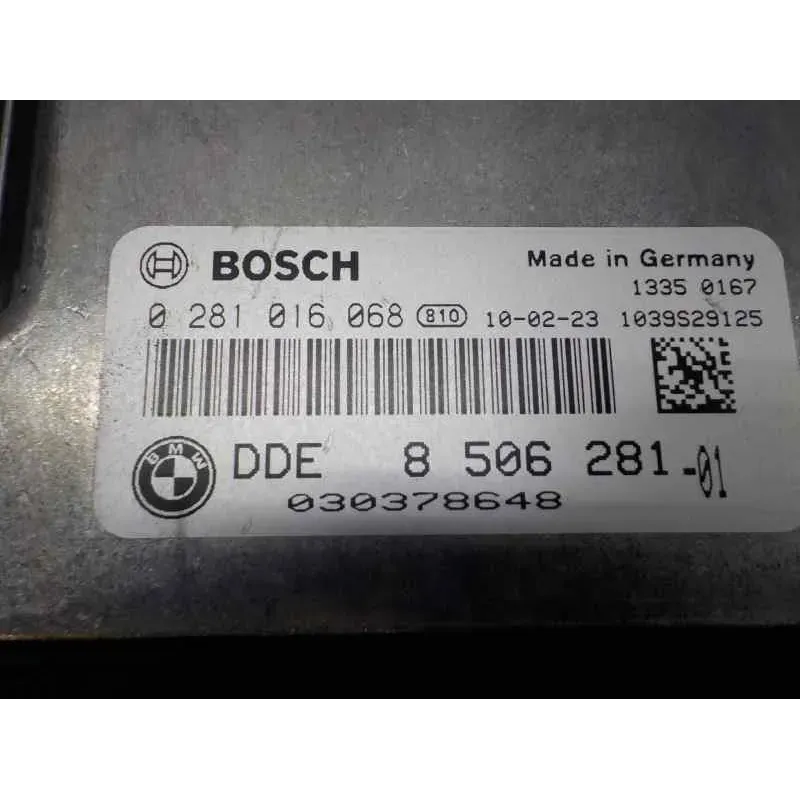 BOSCH Made in Germany
1335 0167
0 281 016 068 810 10-02-23 1039S29125
BMW DDE 8 506 281-01
030378648